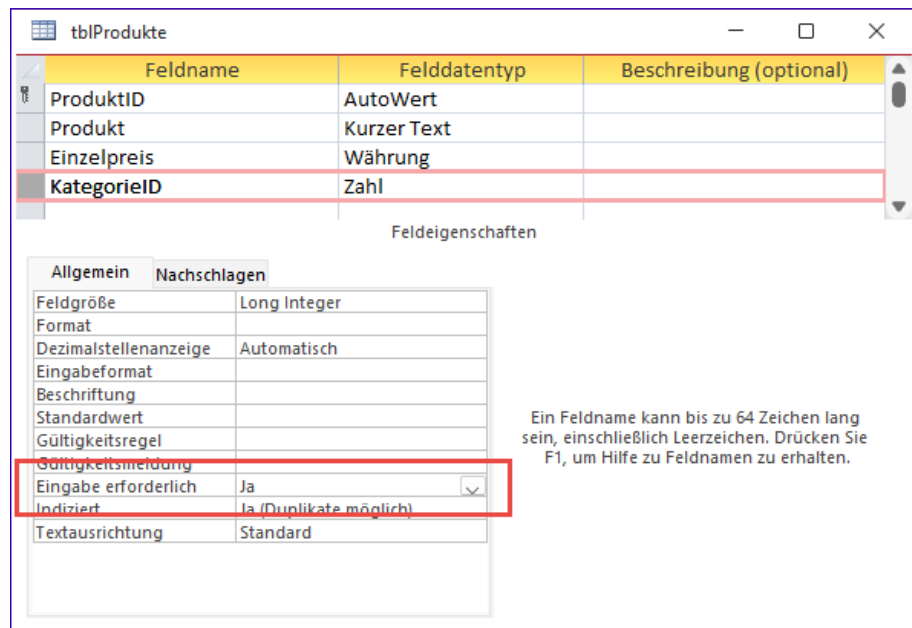 tblProdukte
Feldname Felddatentyp Beschreibung (optional)
ProduktID AutoWert
Produkt Kurzer Text
Einzelpreis Währung
KategorieID Zahl
Feldeigenschaften
Allgemein Nachschlagen
Feldgröße Long Integer
Format
Dezimalstellenanzeige Automatisch
Eingabeformat
Beschriftung
Standardwert
Gültigkeitsregel
Gültigkeitsmeldung
Eingabe erforderlich Ja
Indiziert Ja (Duplikate möglich)
Textausrichtung Standard
Ein Feldname kann bis zu 64 Zeichen lang
sein, einschließlich Leerzeichen. Drücken Sie
F1, um Hilfe zu Feldnamen zu erhalten.